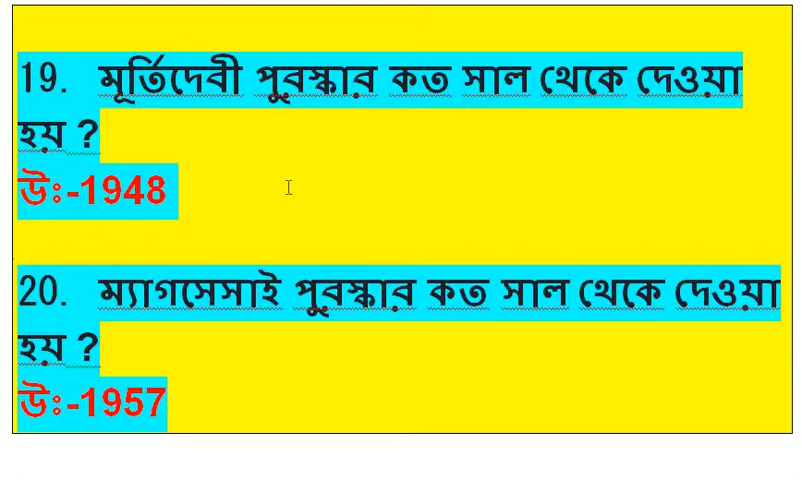 19. মূর্তিদেবী পুরস্কার কত সাল থেকে দেওয়া
হয় ?
উঃ-1948
20. ম্যাগসেসাই পুরস্কার কত সাল থেকে দেওয়া
হয় ?
উঃ-1957